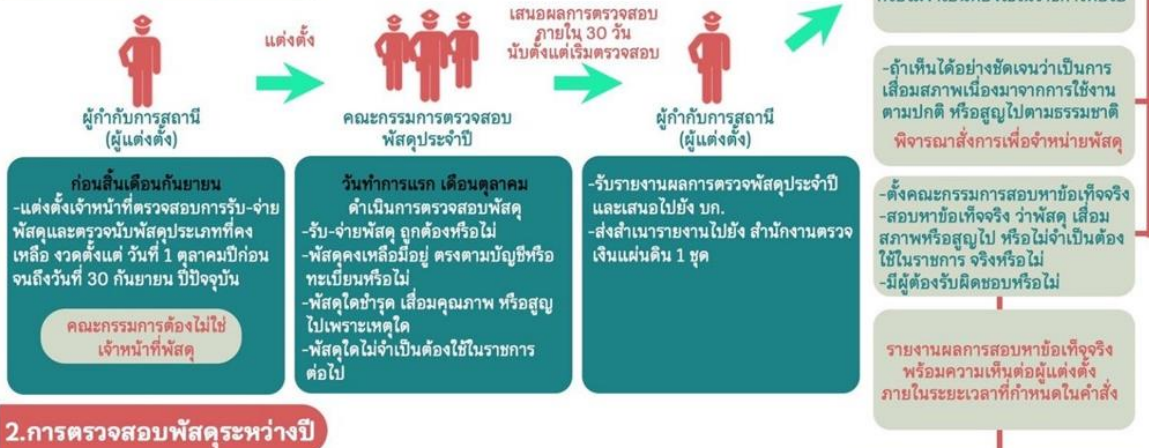 แต่งตั้ง
เสนอผลการตรวจสอบ
ภายใน 30 วัน
นับตั้งแต่เริ่มตรวจสอบ
ผู้กำกับการสถานี
(ผู้แต่งตั้ง)
คณะกรรมการตรวจสอบ
พัสดุประจำปี
ผู้กำกับการสถานี
(ผู้แต่งตั้ง)
ก่อนสิ้นเดือนกันยายน
-แต่งตั้งเจ้าหน้าที่ตรวจสอบการรับ-จ่าย
พัสดุและตรวจนับพัสดุประเภทที่คง
เหลือ งวดตั้งแต่ วันที่ 1 ตุลาคมปีก่อน
จนถึงวันที่ 30 กันยายน ปีปัจจุบัน
คณะกรรมการต้องไม่ใช่
เจ้าหน้าที่พัสดุ
วันทำการแรก เดือนตุลาคม
ดำเนินการตรวจสอบพัสดุ
-รับ-จ่ายพัสดุ ถูกต้องหรือไม่
-พัสดุคงเหลือมีอยู่ ตรงตามบัญชีหรือ
ทะเบียนหรือไม่
-พัสดุใดชำรุด เสื่อมคุณภาพ หรือสูญ
ไปเพราะเหตุใด
-พัสดุใดไม่จำเป็นต้องใช้ในราชการ
ต่อไป
-รับรายงานผลการตรวจพัสดุประจำปี
และเสนอไปยัง บก.
-ส่งสำเนารายงานไปยัง สำนักงานตรวจ
เงินแผ่นดิน 1 ชุด
-ถ้าเห็นได้อย่างชัดเจนว่าเป็นการ
เสื่อมสภาพเนื่องมาจากการใช้งาน
ตามปกติ หรือสูญไปตามธรรมชาติ
พิจารณาสั่งการเพื่อจำหน่ายพัสดุ
-ตั้งคณะกรรมการสอบหาข้อเท็จจริง
-สอบหาข้อเท็จจริง ว่าพัสดุ เสื่อม
สภาพหรือสูญไป หรือไม่จำเป็นต้อง
ใช้ในราชการ จริงหรือไม่
-มีผู้ต้องรับผิดชอบหรือไม่
รายงานผลการสอบหาข้อเท็จจริง
พร้อมความเห็นต่อผู้แต่งตั้ง
ภายในระยะเวลาที่กำหนดในคำสั่ง
2.การตรวจสอบพัสดุระหว่างปี